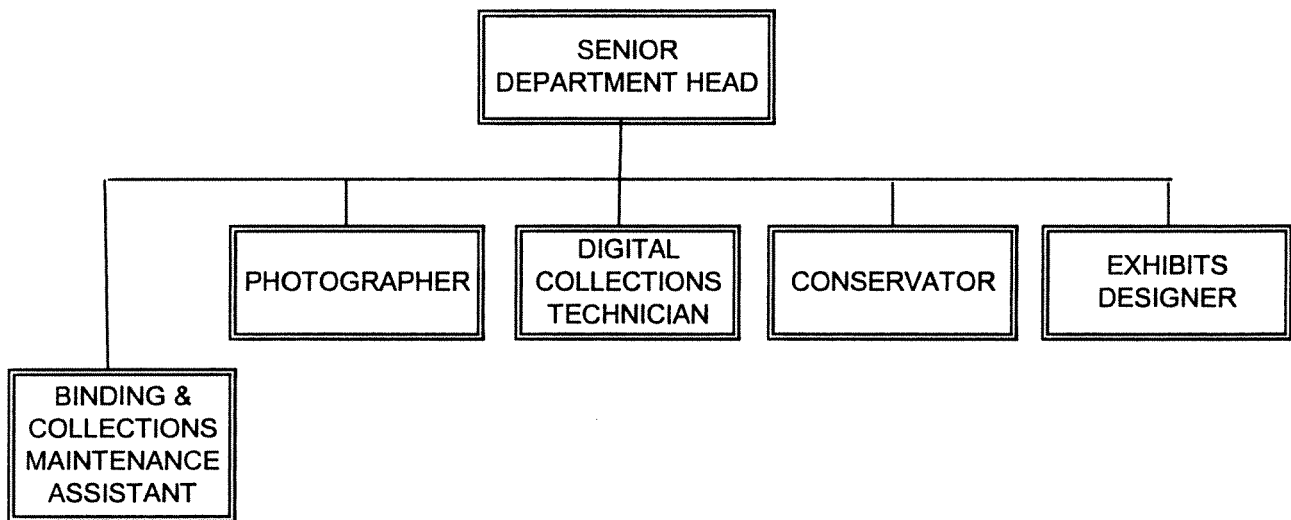 SENIOR
DEPARTMENT HEAD
PHOTOGRAPHER
DIGITAL
COLLECTIONS
TECHNICIAN
CONSERVATOR
EXHIBITS
DESIGNER
BINDING &
COLLECTIONS
MAINTENANCE
ASSISTANT